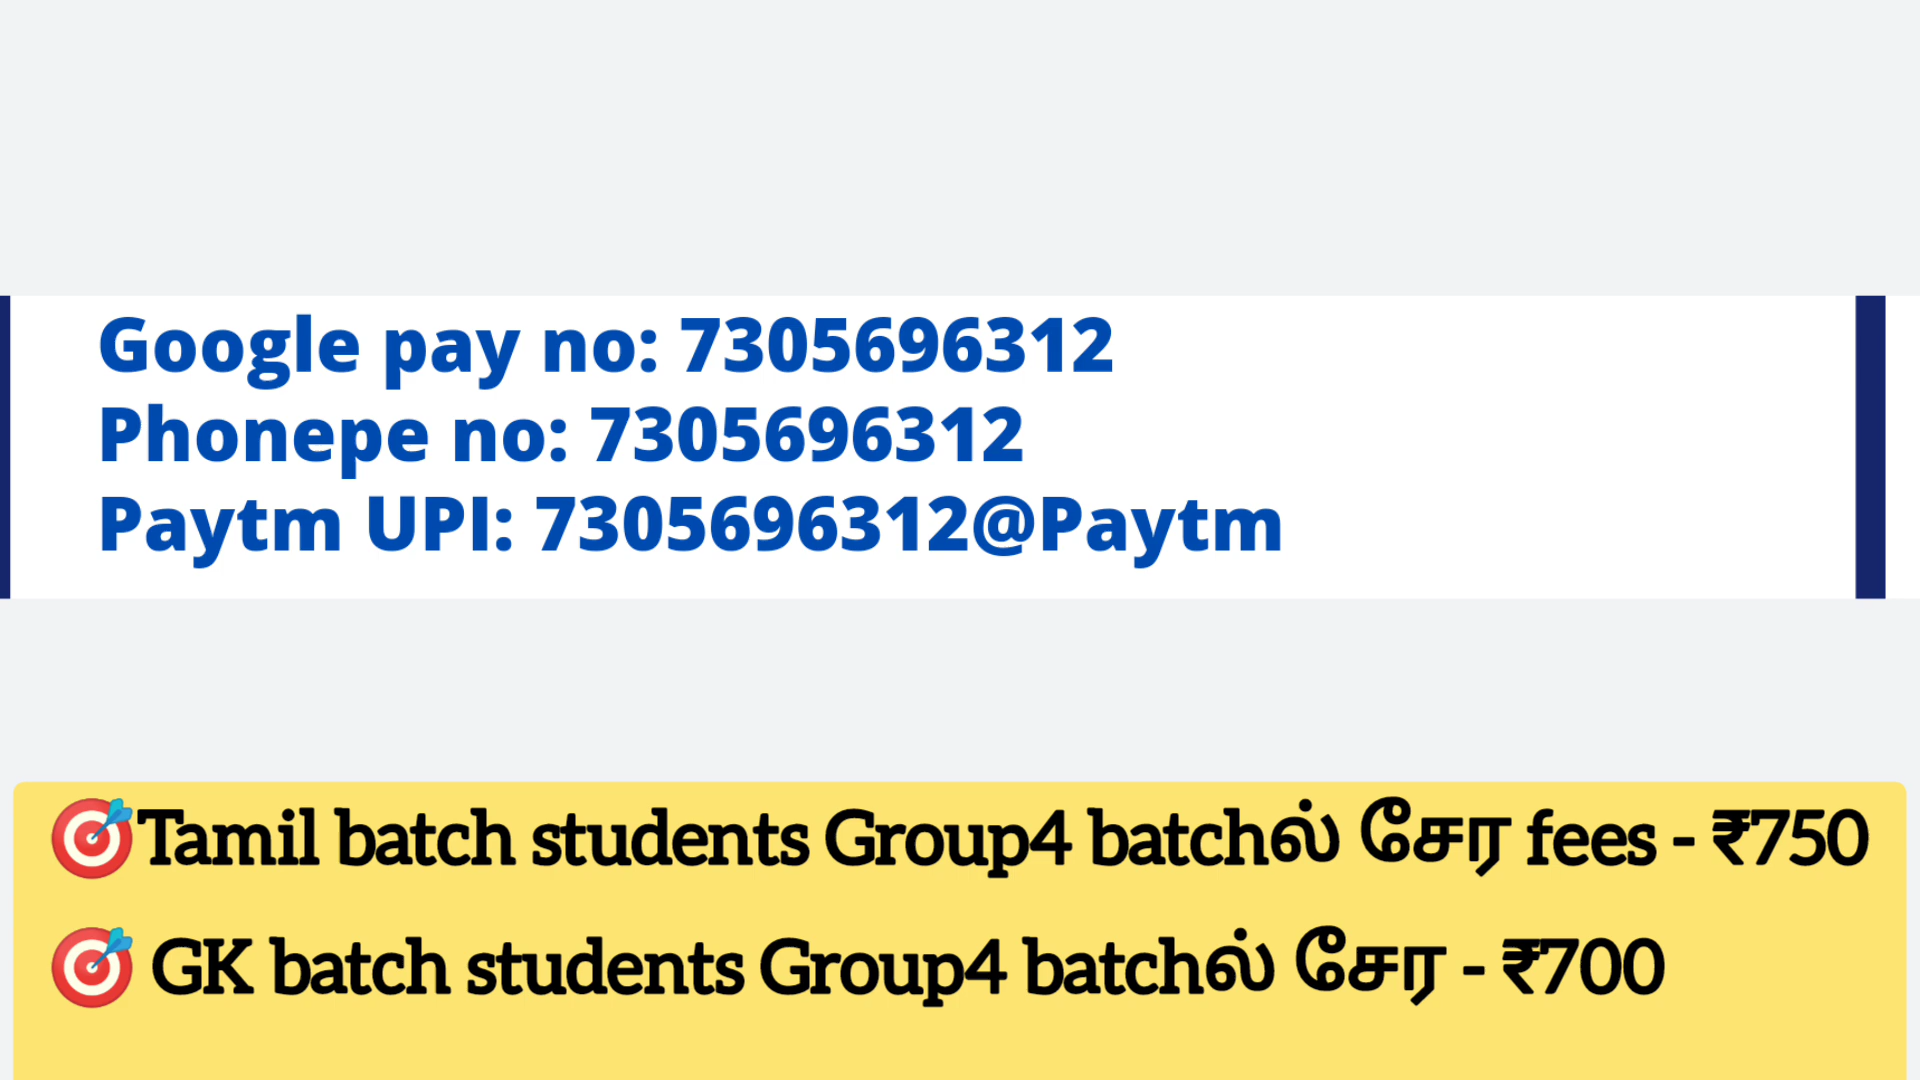 Google pay no: 7305696312
Phonepe no: 7305696312
Paytm UPI: 7305696312@Paytm
🎯Tamil batch students Group4 batchல் சேர fees - ₹750
🎯 GK batch students Group4 batchல் சேர - ₹700